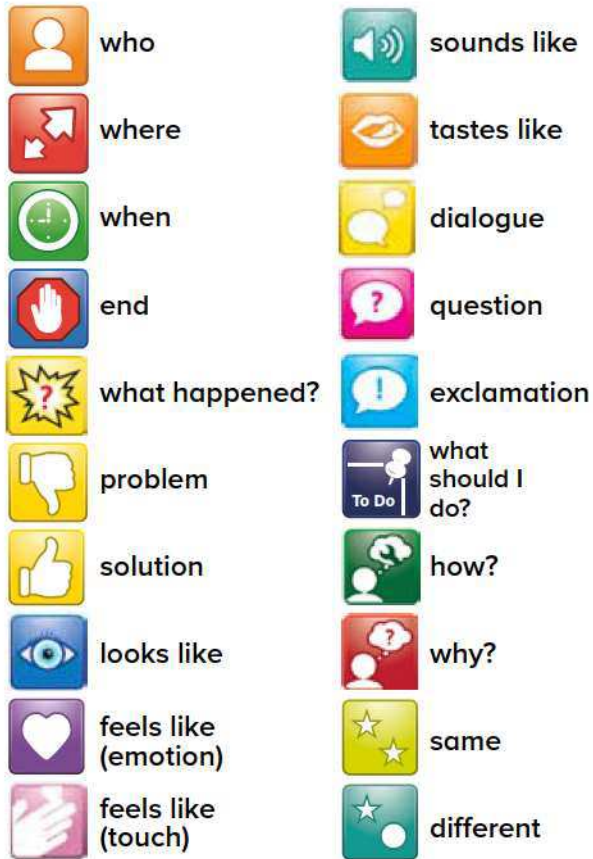 who
where
when
end
?
what happened?
problem
solution
looks like
feels like
(emotion)
feels like
(touch)
sounds like
tastes like
dialogue
?
question
!
exclamation
To Do
what
should I
do?
how?
?
why?
same
different